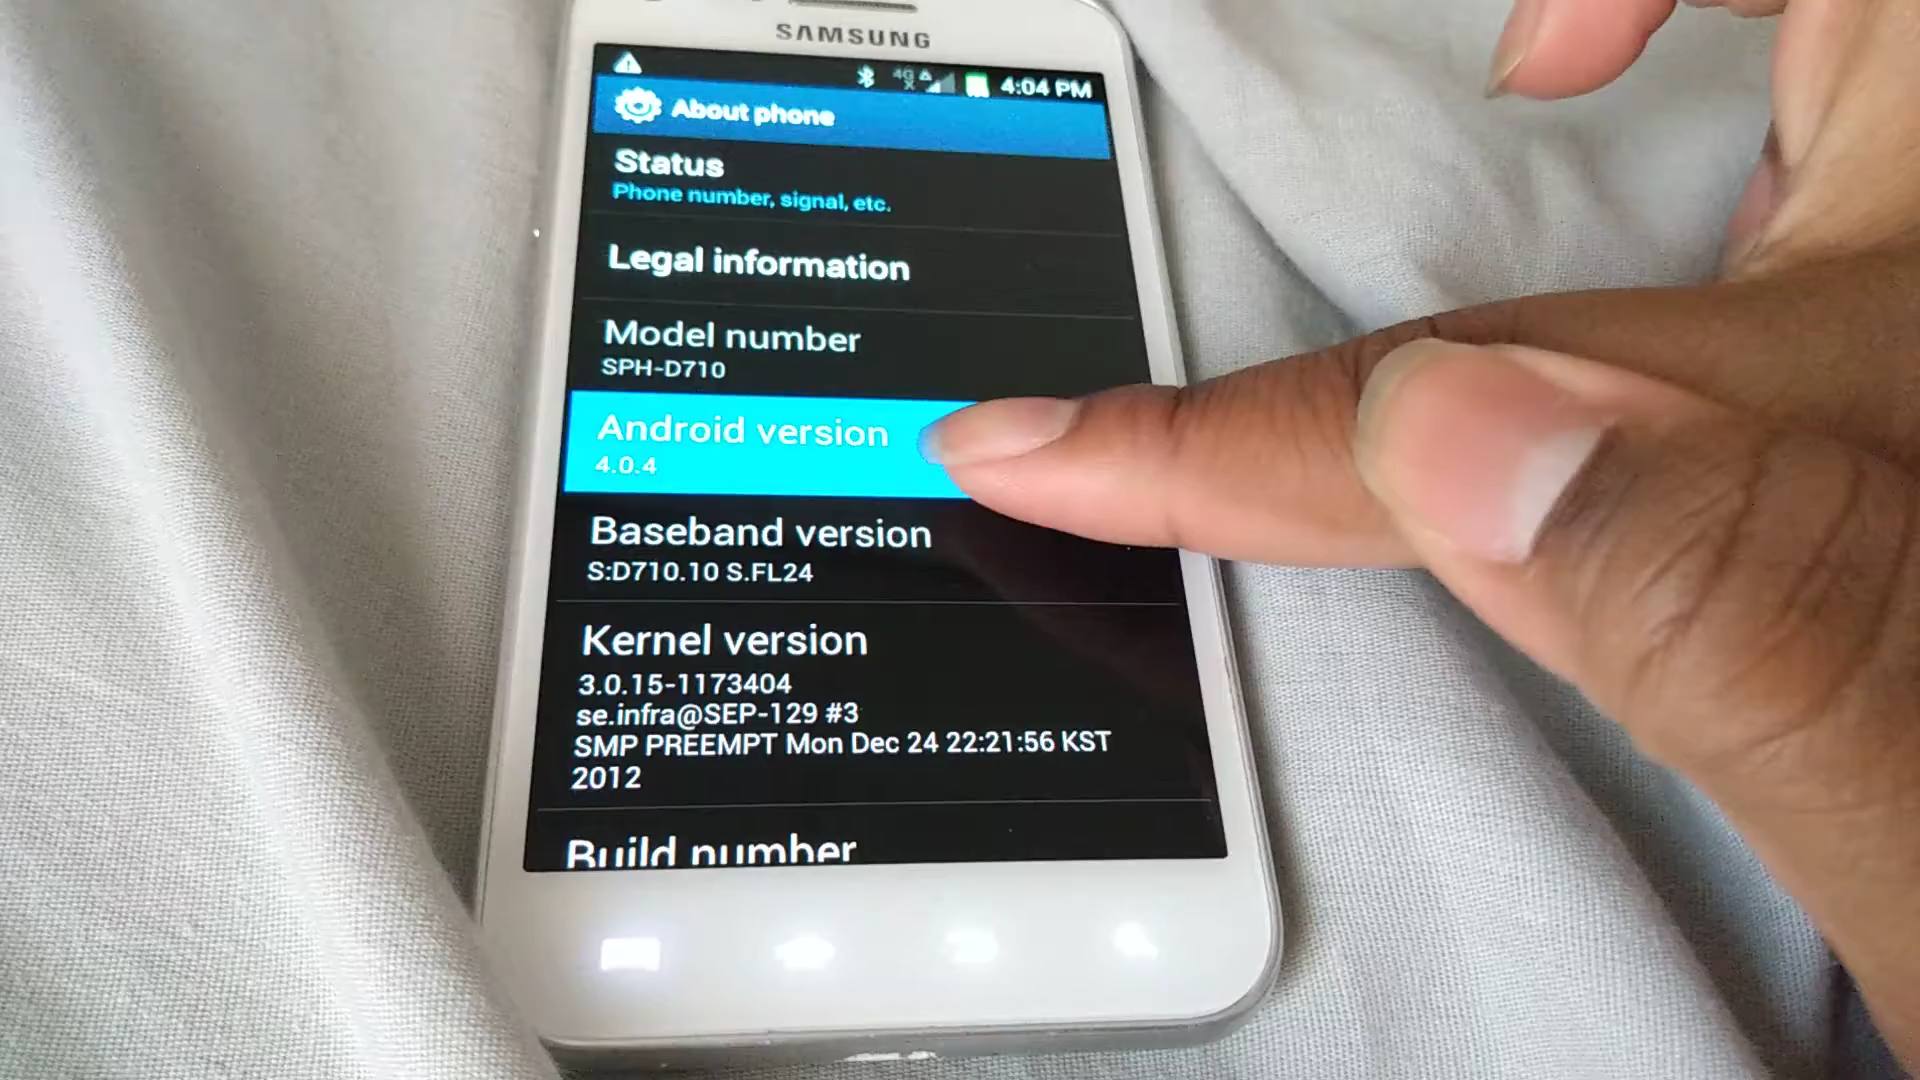 SAMSUNG
4G 4:04 PM
About phone
Status
Phone number, signal, etc.
Legal information
Model number
SPH-D710
Android version
4.0.4
Baseband version
S:D710.10 S.FL24
Kernel version
3.0.15-1173404
se.infra@SEP-129 #3
SMP PREEMPT Mon Dec 24 22:21:56 KST
2012
Build number